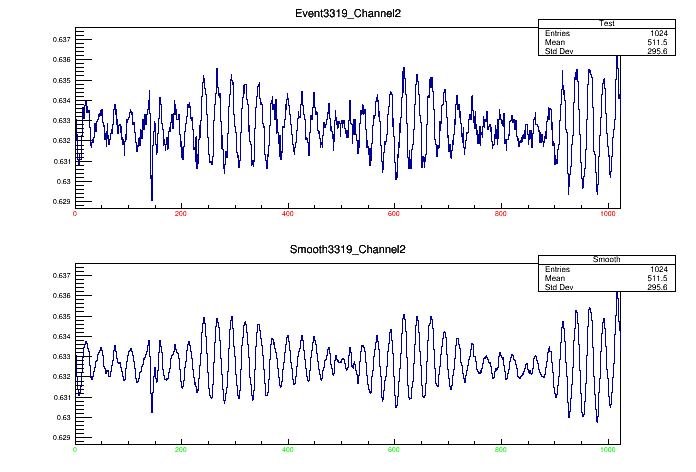 Event3319_Channel2
Test
Entries 1024
Mean 511.5
Std Dev 295.6
0.637
0.636
0.635
0.634
0.633
0.632
0.631
0.63
0.629
0 200 400 600 800 1000
Smooth3319_Channel2
Smooth
Entries 1024
Mean 511.5
Std Dev 295.6
0.637
0.636
0.635
0.634
0.633
0.632
0.631
0.63
0.629
0 200 400 600 800 1000